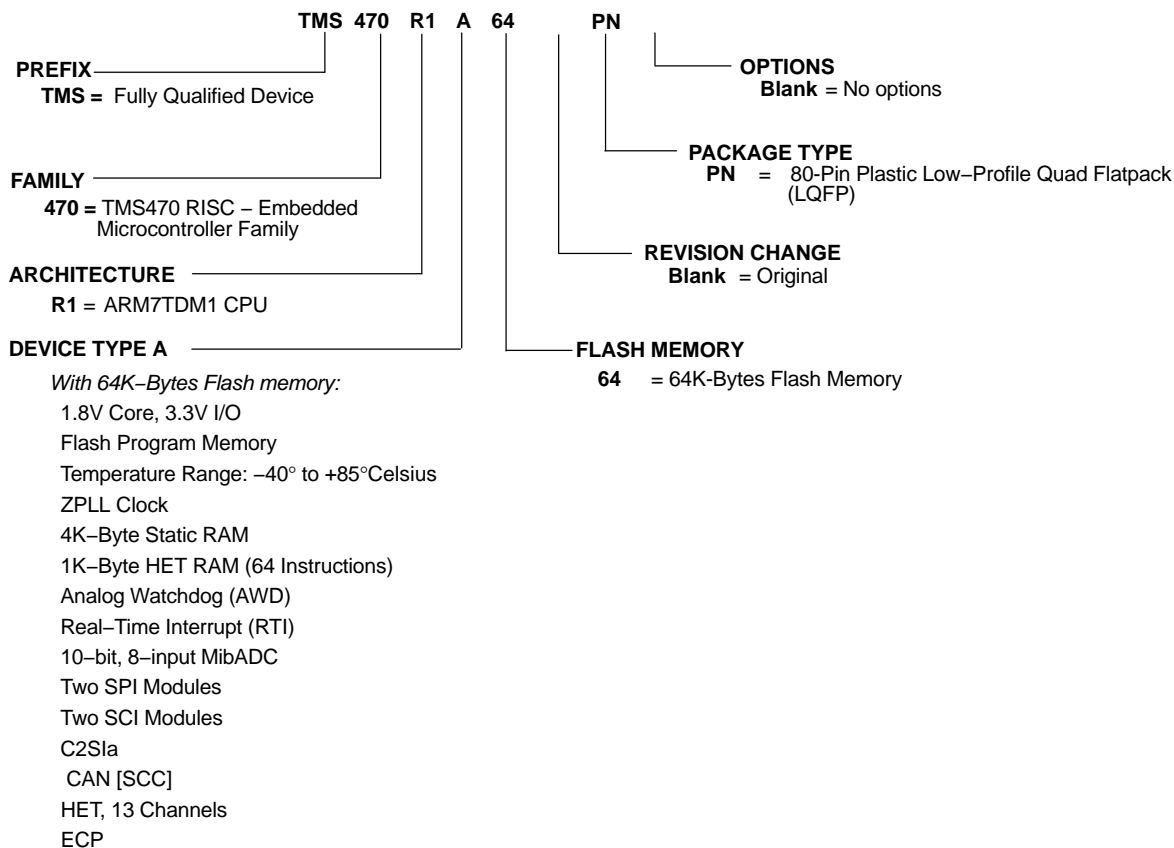 TMS 470 R1 A 64 PN
PREFIX
TMS = Fully Qualified Device
FAMILY
470 = TMS470 RISC − Embedded
Microcontroller Family
ARCHITECTURE
R1 = ARM7TDM1 CPU
DEVICE TYPE A
With 64K−Bytes Flash memory:
1.8V Core, 3.3V I/O
Flash Program Memory
Temperature Range: −40° to +85°Celsius
ZPLL Clock
4K−Byte Static RAM
1K−Byte HET RAM (64 Instructions)
Analog Watchdog (AWD)
Real−Time Interrupt (RTI)
10−bit, 8−input MibADC
Two SPI Modules
Two SCI Modules
C2SIa
CAN [SCC]
HET, 13 Channels
ECP
OPTIONS
Blank = No options
PACKAGE TYPE
PN = 80-Pin Plastic Low−Profile Quad Flatpack
(LQFP)
REVISION CHANGE
Blank = Original
FLASH MEMORY
64 = 64K-Bytes Flash Memory